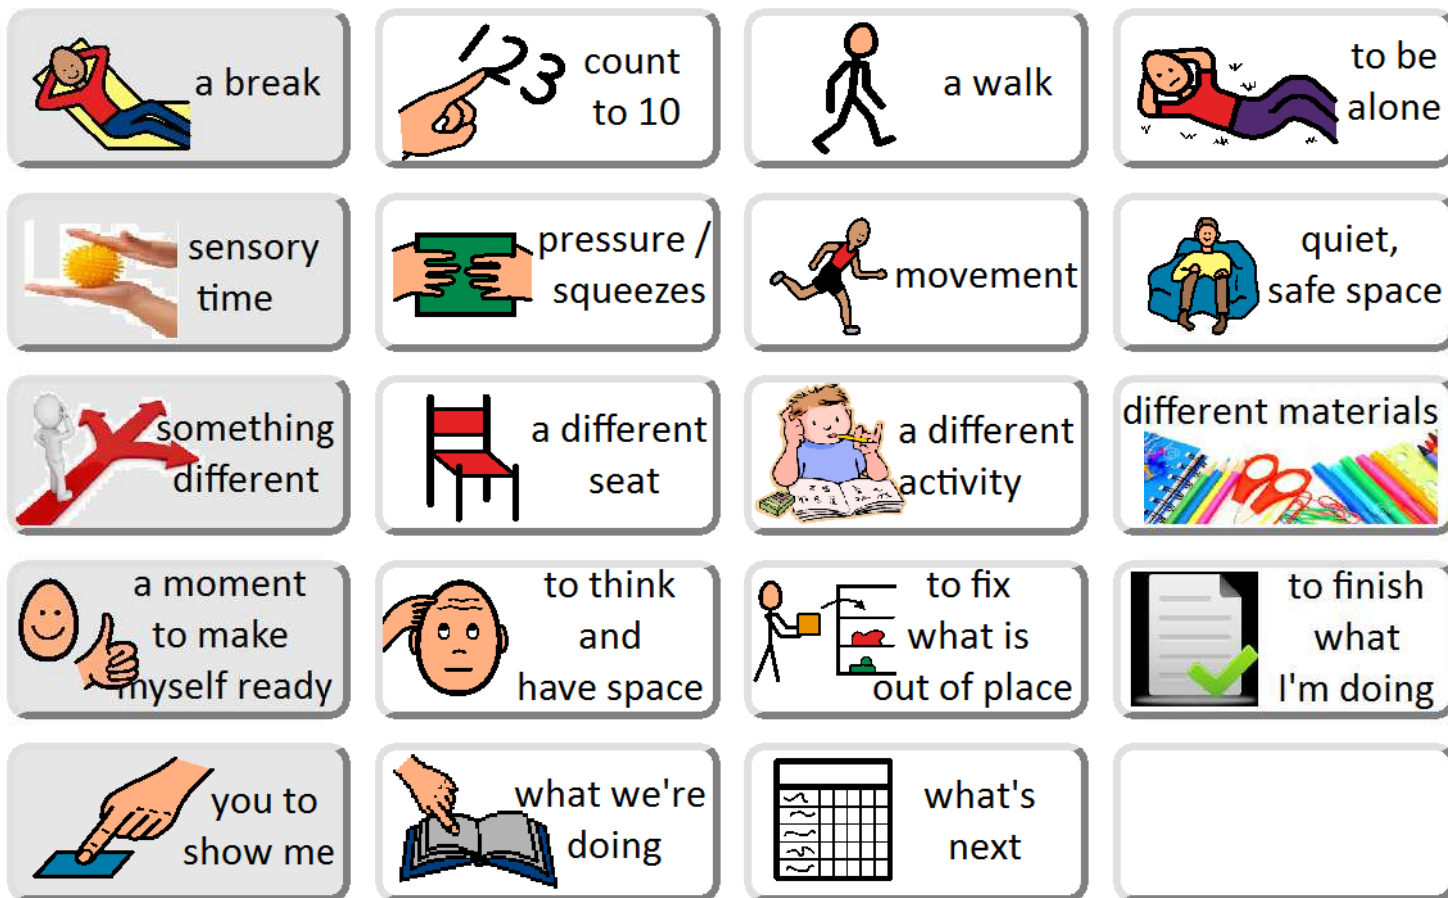 a break
count
to 10
a walk
to be
alone
sensory
time
pressure /
squeezes
movement
quiet,
safe space
something
different
a different
seat
a different
activity
different materials
a moment
to make
myself ready
to think
and
have space
to fix
what is
out of place
to finish
what
I'm doing
you to
show me
what we're
doing
what's
next